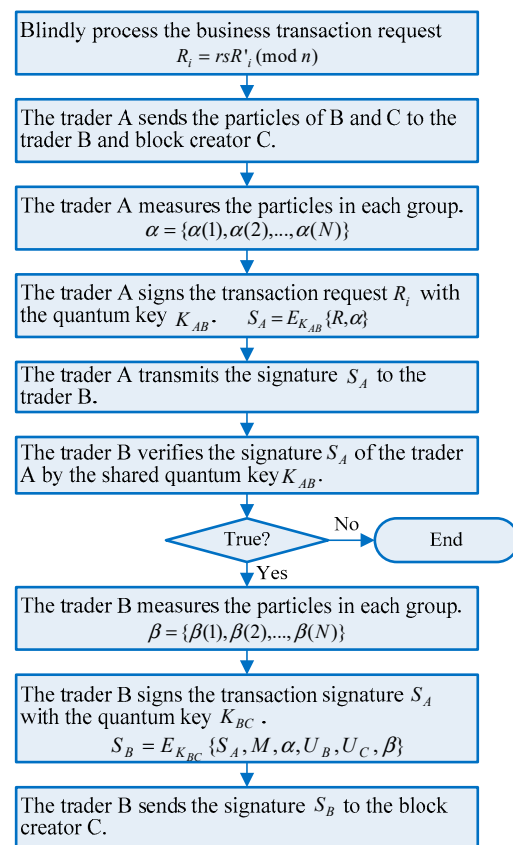 Blindly process the business transaction request
R_i = rsR'_i (mod n)
The trader A sends the particles of B and C to the
trader B and block creator C.
The trader A measures the particles in each group.
α = {α(1),α(2),...,α(N)}
The trader A signs the transaction request R_i with
the quantum key K_AB. S_A = E_{K_AB}{R,α}
The trader A transmits the signature S_A to the
trader B.
The trader B verifies the signature S_A of the trader
A by the shared quantum key K_AB.
True?
No
End
Yes
The trader B measures the particles in each group.
β = {β(1),β(2),...,β(N)}
The trader B signs the transaction signature S_A
with the quantum key K_BC.
S_B = E_{K_BC}{S_A,M,α,U_B,U_C,β}
The trader B sends the signature S_B to the block
creator C.